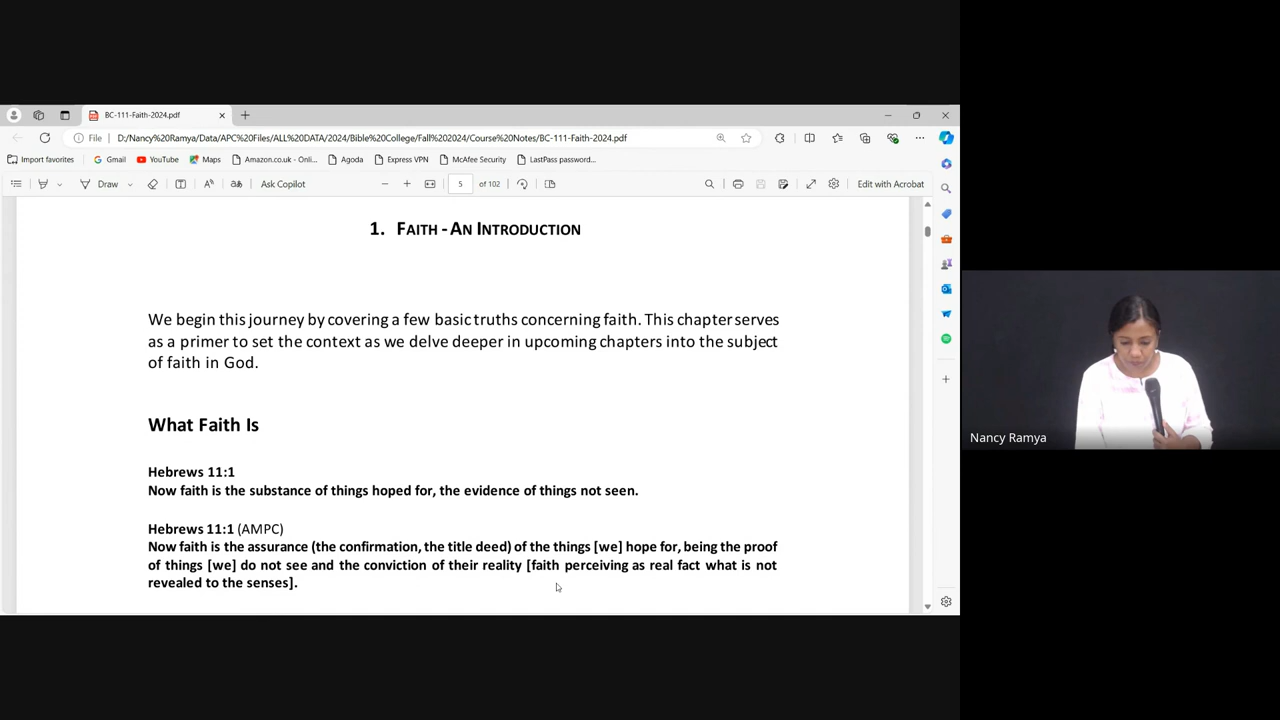 BC-111-Faith-2024.pdf
File
D:/Nancy%20Ramya/Data/APC%20Files/ALL%20DATA/2024/Bible%20College/Fall%202024/Course%20Notes/BC-111-Faith-2024.pdf
Import favorites Gmail YouTube Maps Amazon.co.uk - Onli... Agoda Express VPN McAfee Security LastPass password...
Draw Ask Copilot 5 of 102 Edit with Acrobat
1. FAITH - AN INTRODUCTION
We begin this journey by covering a few basic truths concerning faith. This chapter serves
as a primer to set the context as we delve deeper in upcoming chapters into the subject
of faith in God.
What Faith Is
Hebrews 11:1
Now faith is the substance of things hoped for, the evidence of things not seen.
Hebrews 11:1 (AMPC)
Now faith is the assurance (the confirmation, the title deed) of the things [we] hope for, being the proof
of things [we] do not see and the conviction of their reality [faith perceiving as real fact what is not
revealed to the senses].
Nancy Ramya